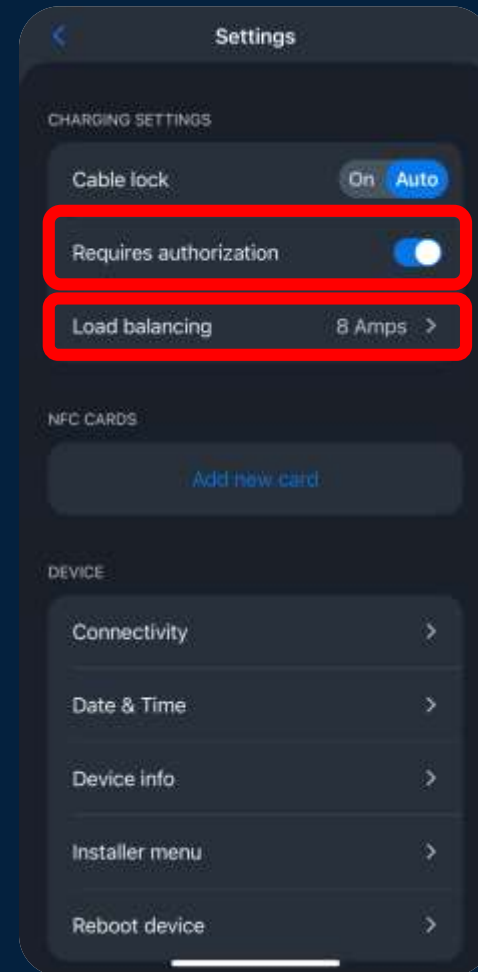 Settings
CHARGING SETTINGS
Cable lock On Auto
Requires authorization
Load balancing 8 Amps >
NFC CARDS
Add new card
DEVICE
Connectivity >
Date & Time >
Device info >
Installer menu >
Reboot device >